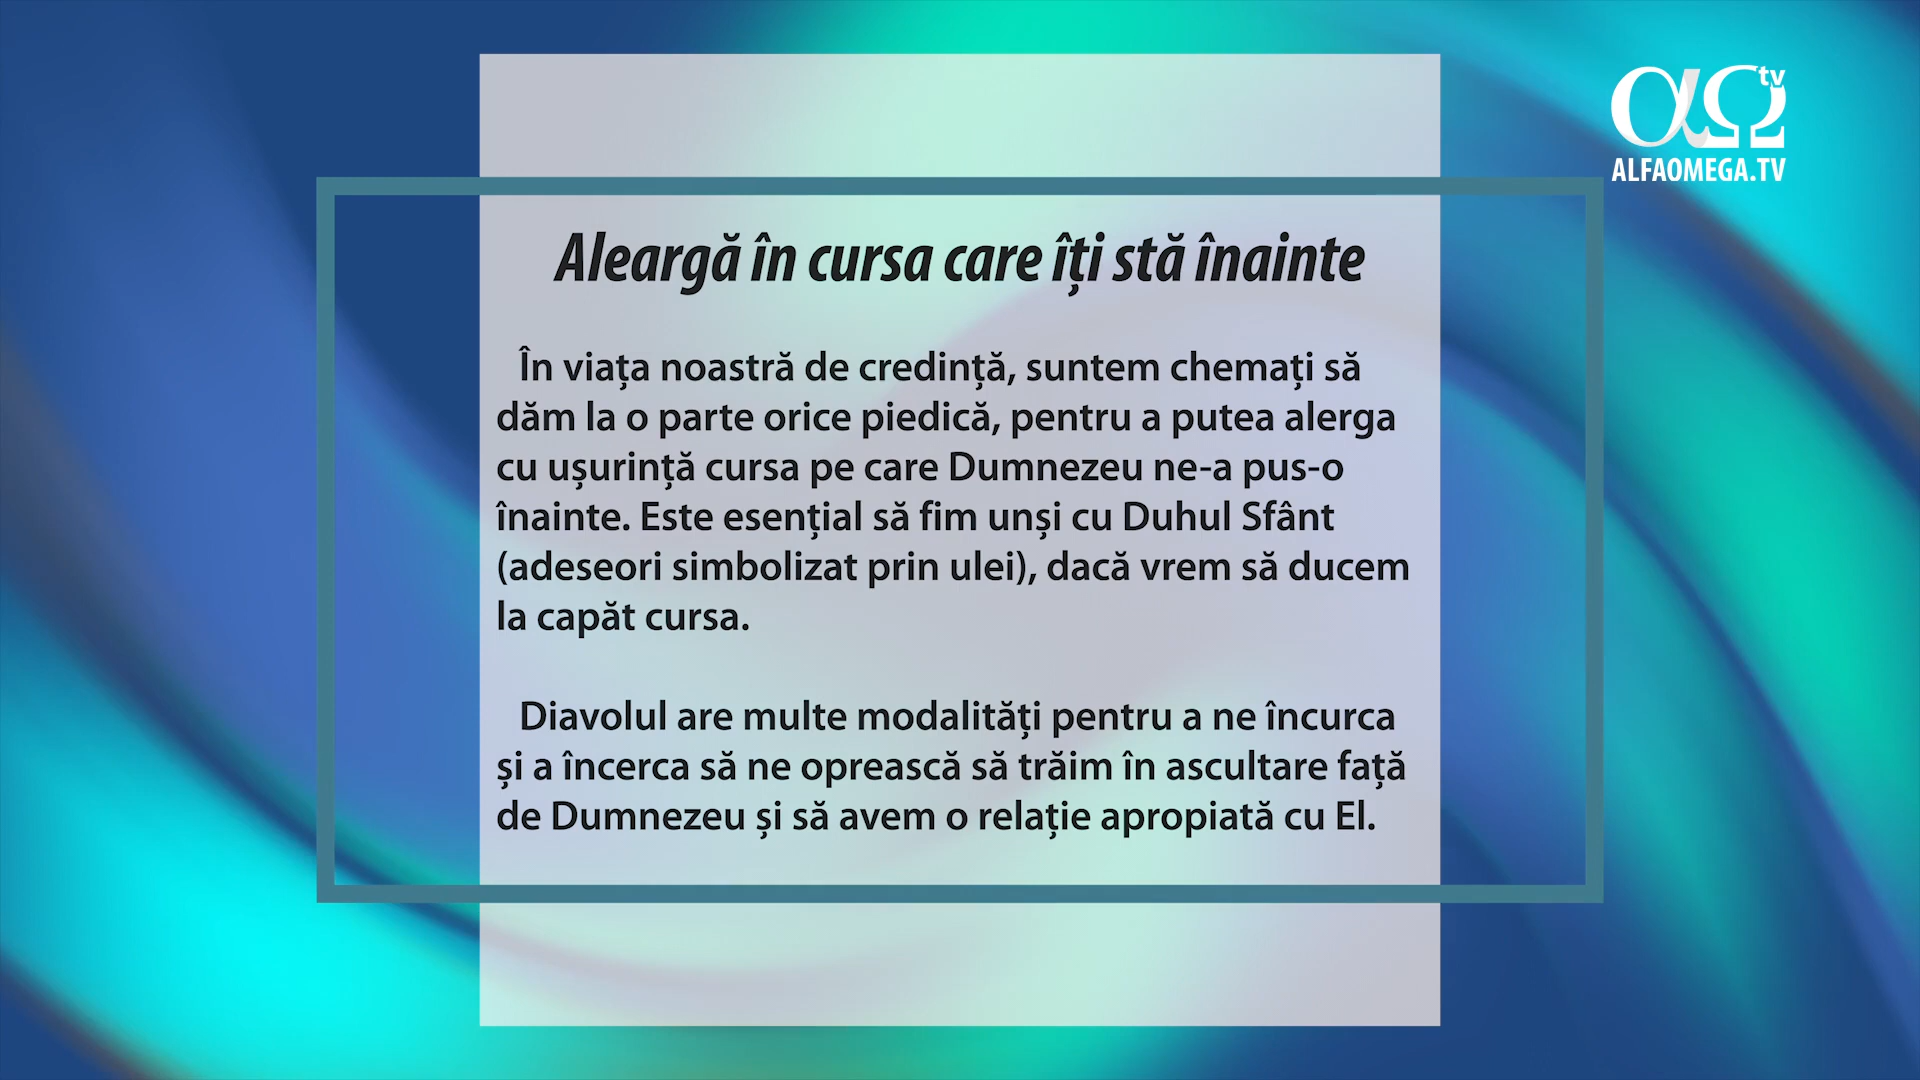 αΩ tv
ALFAOMEGA.TV
Aleargă în cursa care îți stă înainte
În viața noastră de credință, suntem chemați să
dăm la o parte orice piedică, pentru a putea alerga
cu ușurință cursa pe care Dumnezeu ne-a pus-o
înainte. Este esențial să fim unși cu Duhul Sfânt
(adeseori simbolizat prin ulei), dacă vrem să ducem
la capăt cursa.
Diavolul are multe modalități pentru a ne încurca
și a încerca să ne oprească să trăim în ascultare față
de Dumnezeu și să avem o relație apropiată cu El.